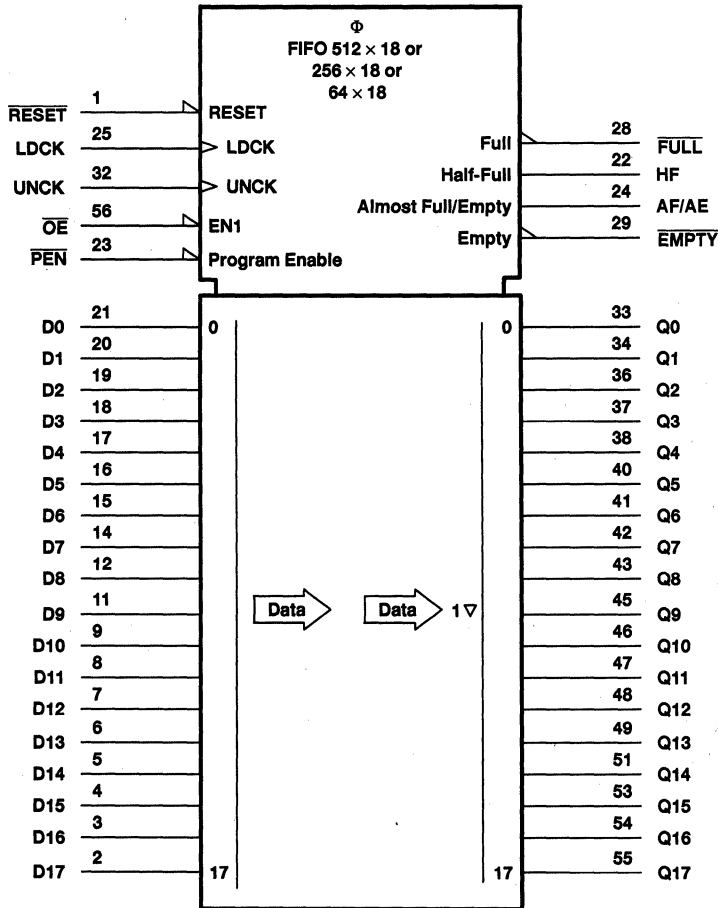 Φ
FIFO 512 × 18 or
256 × 18 or
64 × 18
R̅E̅S̅E̅T̅ 1 RESET
LDCK 25 LDCK
UNCK 32 UNCK
O̅E̅ 56 EN1
P̅E̅N̅ 23 Program Enable
Full 28 F̅U̅L̅L̅
Half-Full 22 HF
Almost Full/Empty 24 AF/AE
Empty 29 E̅M̅P̅T̅Y̅
D0 21 0
D1 20
D2 19
D3 18
D4 17
D5 16
D6 15
D7 14
D8 12
D9 11
D10 9
D11 8
D12 7
D13 6
D14 5
D15 4
D16 3
D17 2 17
Data Data 1 ▽
0 33 Q0
34 Q1
36 Q2
37 Q3
38 Q4
40 Q5
41 Q6
42 Q7
43 Q8
45 Q9
46 Q10
47 Q11
48 Q12
49 Q13
51 Q14
53 Q15
54 Q16
17 55 Q17